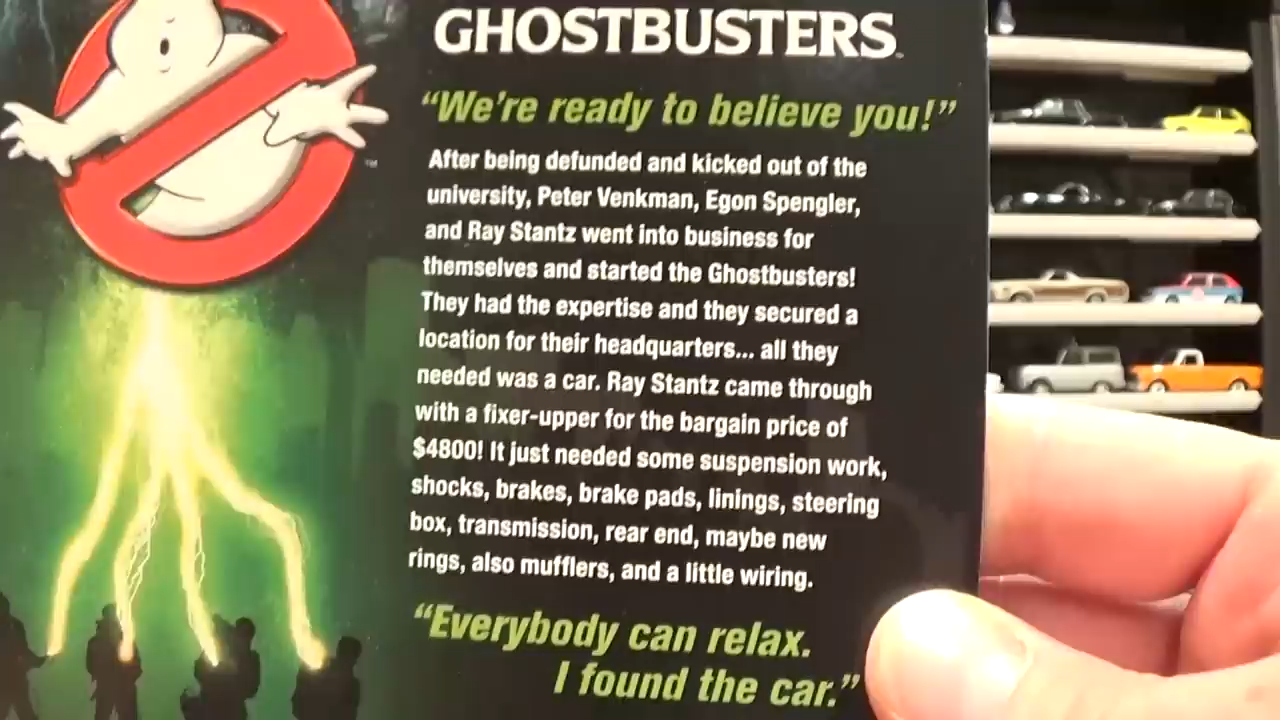 GHOSTBUSTERS™
“We're ready to believe you!”
After being defunded and kicked out of the
university, Peter Venkman, Egon Spengler,
and Ray Stantz went into business for
themselves and started the Ghostbusters!
They had the expertise and they secured a
location for their headquarters... all they
needed was a car. Ray Stantz came through
with a fixer-upper for the bargain price of
$4800! It just needed some suspension work,
shocks, brakes, brake pads, linings, steering
box, transmission, rear end, maybe new
rings, also mufflers, and a little wiring.
“Everybody can relax.
I found the car.”